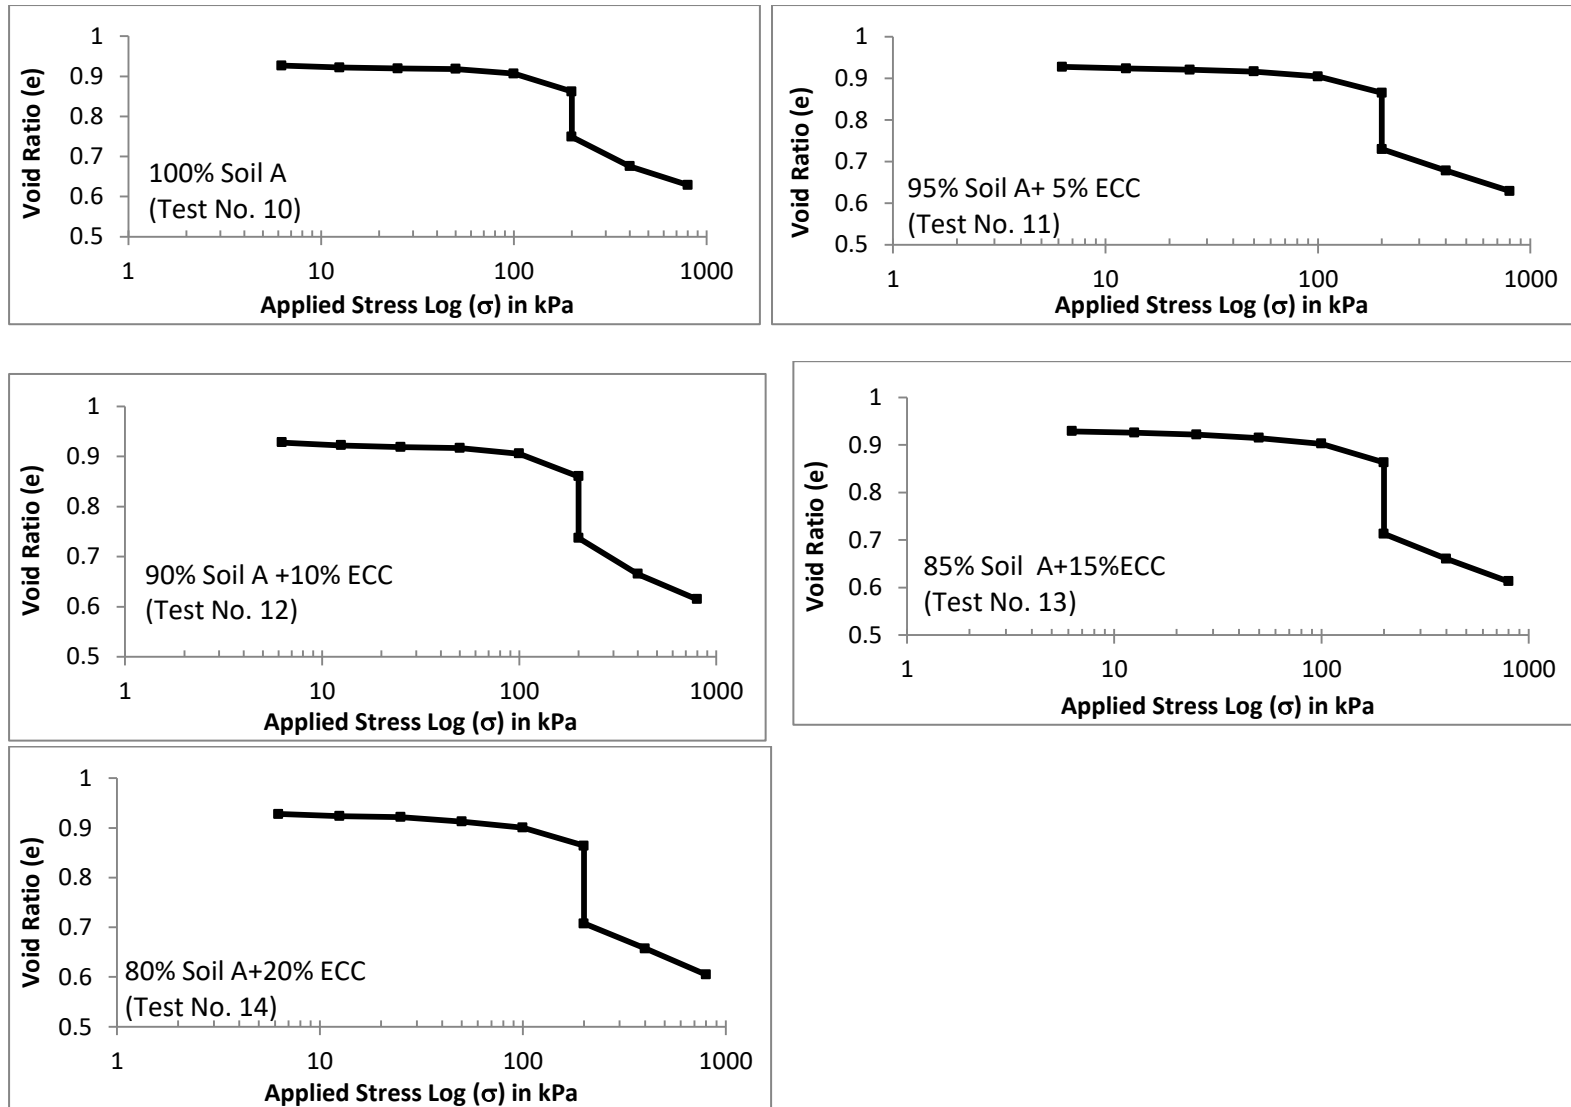 1
0.9
0.8
0.7
0.6
0.5
Void Ratio (e)
100% Soil A
(Test No. 10)
1 10 100 1000
Applied Stress Log (σ) in kPa
1
0.9
0.8
0.7
0.6
0.5
Void Ratio (e)
95% Soil A+ 5% ECC
(Test No. 11)
1 10 100 1000
Applied Stress Log (σ) in kPa
1
0.9
0.8
0.7
0.6
0.5
Void Ratio (e)
90% Soil A +10% ECC
(Test No. 12)
1 10 100 1000
Applied Stress Log (σ) in kPa
1
0.9
0.8
0.7
0.6
0.5
Void Ratio (e)
85% Soil  A+15%ECC
(Test No. 13)
1 10 100 1000
Applied Stress Log (σ) in kPa
1
0.9
0.8
0.7
0.6
0.5
Void Ratio (e)
80% Soil A+20% ECC
(Test No. 14)
1 10 100 1000
Applied Stress Log (σ) in kPa